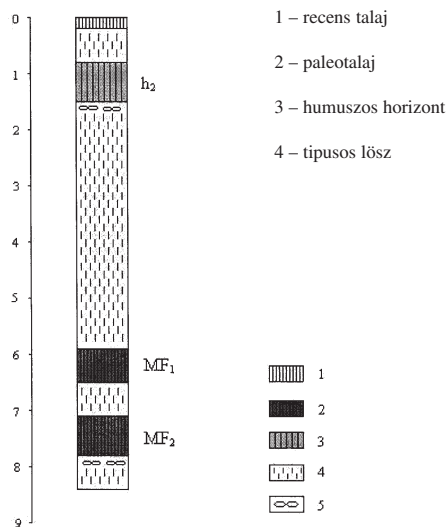 0
1
2
3
4
5
6
7
8
9
h₂
MF₁
MF₂
1 – recens talaj
2 – paleotalaj
3 – humuszos horizont
4 – tipusos lösz
1
2
3
4
5